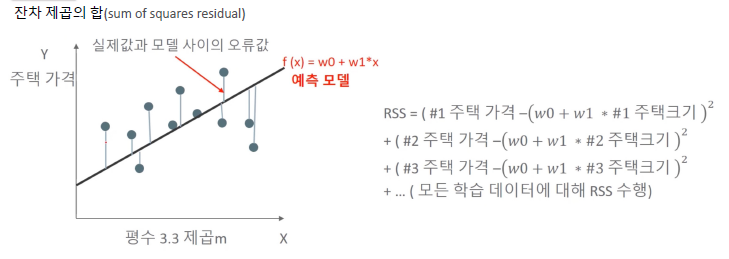 잔차 제곱의 합(sum of squares residual)
실제값과 모델 사이의 오류값
Y
주택 가격
f (x) = w0 + w1*x
예측 모델
평수 3.3 제곱m
X
RSS = ( #1 주택 가격 –(w0 + w1 * #1 주택크기 )²
+ ( #2 주택 가격 –(w0 + w1 * #2 주택크기 )²
+ ( #3 주택 가격 –(w0 + w1 * #3 주택크기 )²
+ ... ( 모든 학습 데이터에 대해 RSS 수행)